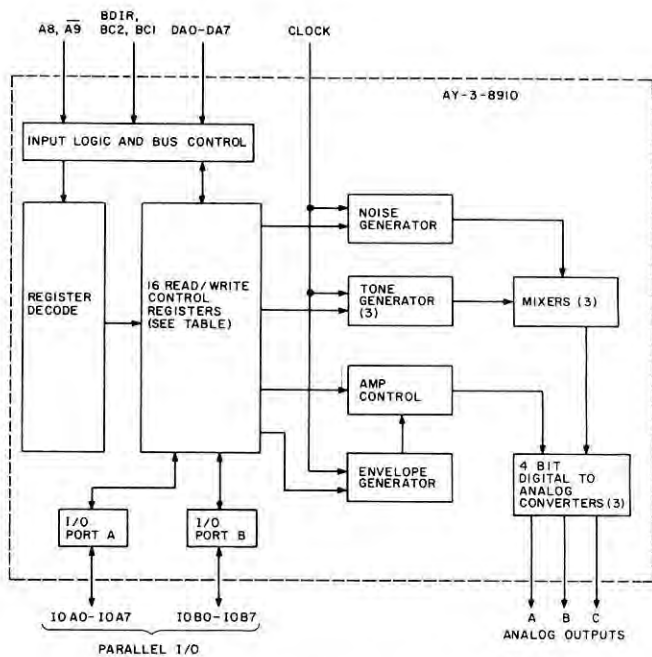 A8, A9
BDIR,
BC2, BC1
DA0-DA7
CLOCK
AY-3-8910
INPUT LOGIC AND BUS CONTROL
REGISTER
DECODE
16 READ/WRITE
CONTROL
REGISTERS
(SEE TABLE)
NOISE
GENERATOR
TONE
GENERATOR
(3)
MIXERS (3)
AMP
CONTROL
ENVELOPE
GENERATOR
4 BIT
DIGITAL TO
ANALOG
CONVERTERS(3)
I/O
PORT A
I/O
PORT B
IOA0-IOA7
IOB0-IOB7
PARALLEL I/O
A
B
C
ANALOG OUTPUTS